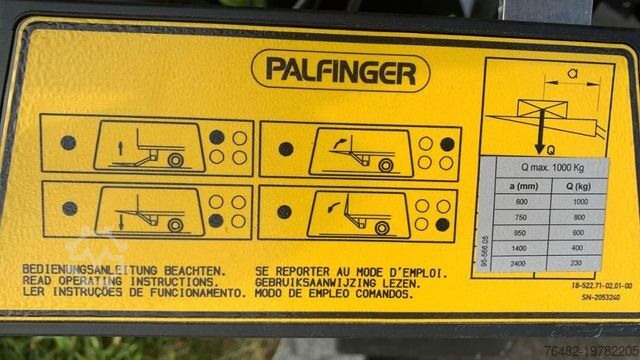 PALFINGER
a
Q
Q max. 1000 Kg
a (mm) Q (kg)
600 1000
750 800
950 600
1400 400
2400 230
95-566.05
BEDIENUNGSANLEITUNG BEACHTEN.
READ OPERATING INSTRUCTIONS.
LER INSTRUÇÕES DE FUNCIONAMENTO.
SE REPORTER AU MODE D'EMPLOI.
GEBRUIKSAANWIJZING LEZEN.
MODO DE EMPLEO COMANDOS.
18-522.71-02.01-00
SN-2053240
76482-19782205